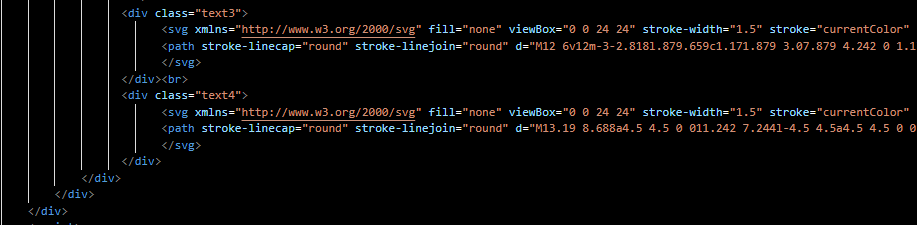 <div class="text3">
<svg xmlns="http://www.w3.org/2000/svg" fill="none" viewBox="0 0 24 24" stroke-width="1.5" stroke="currentColor"
<path stroke-linecap="round" stroke-linejoin="round" d="M12 6v12m-3-2.818l.879.659c1.171.879 3.07.879 4.242 0 1.1
</svg>
</div><br>
<div class="text4">
<svg xmlns="http://www.w3.org/2000/svg" fill="none" viewBox="0 0 24 24" stroke-width="1.5" stroke="currentColor"
<path stroke-linecap="round" stroke-linejoin="round" d="M13.19 8.688a4.5 4.5 0 011.242 7.244l-4.5 4.5a4.5 4.5 0 0
</svg>
</div>
</div>
</div>
</div>